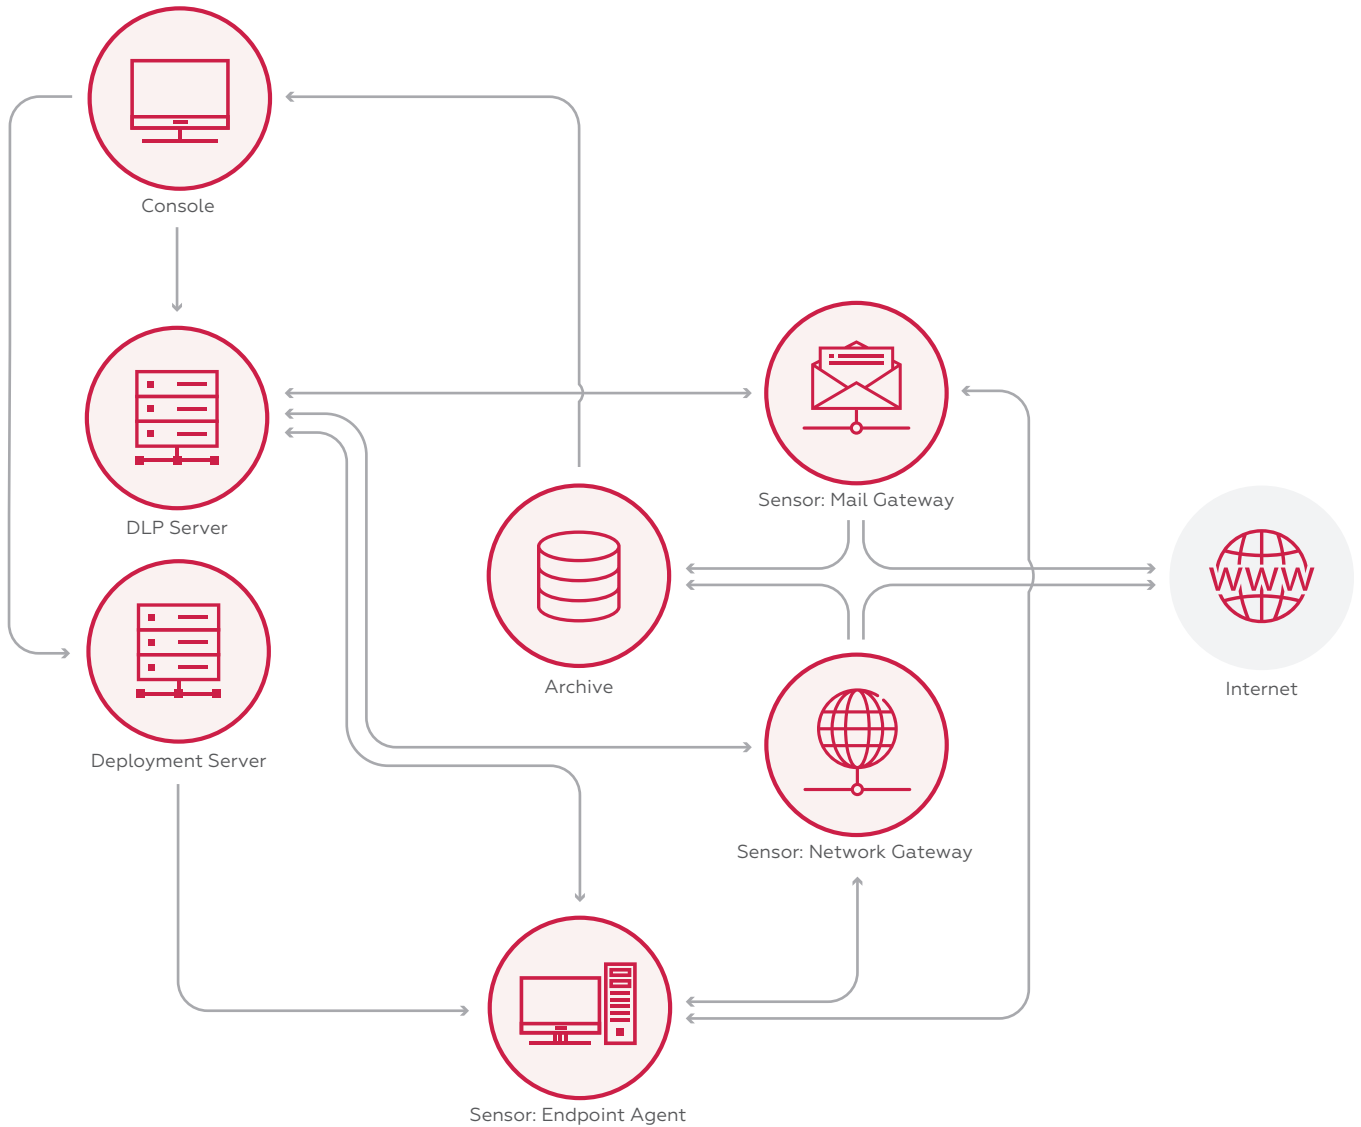 Console
DLP Server
Sensor: Mail Gateway
Archive
WWW
Internet
Deployment Server
Sensor: Network Gateway
Sensor: Endpoint Agent